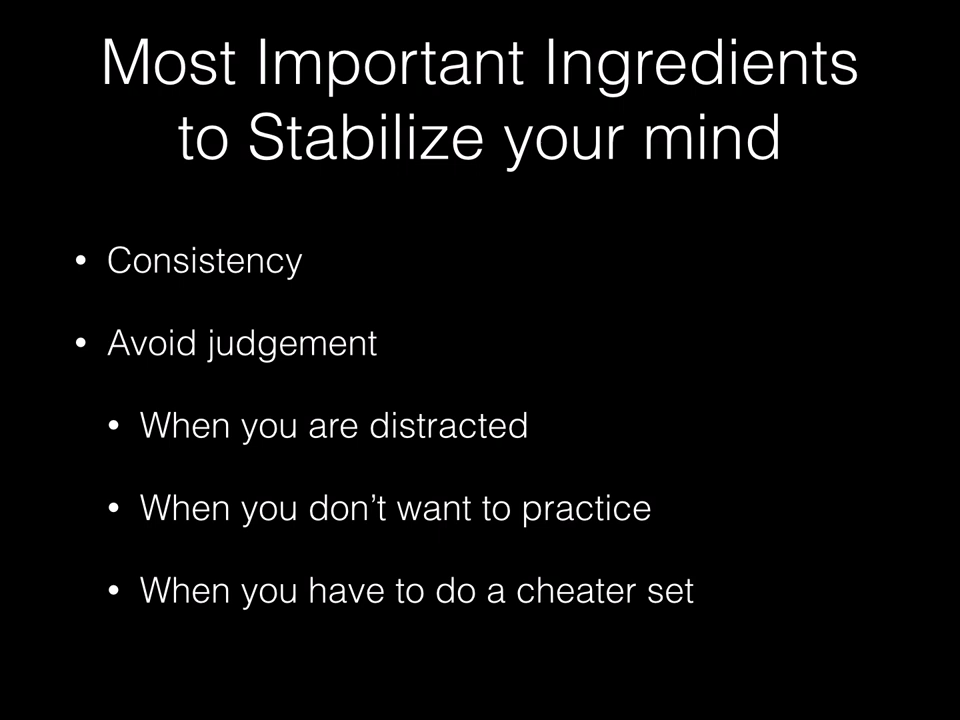 Most Important Ingredients
to Stabilize your mind
• Consistency
• Avoid judgement
• When you are distracted
• When you don’t want to practice
• When you have to do a cheater set